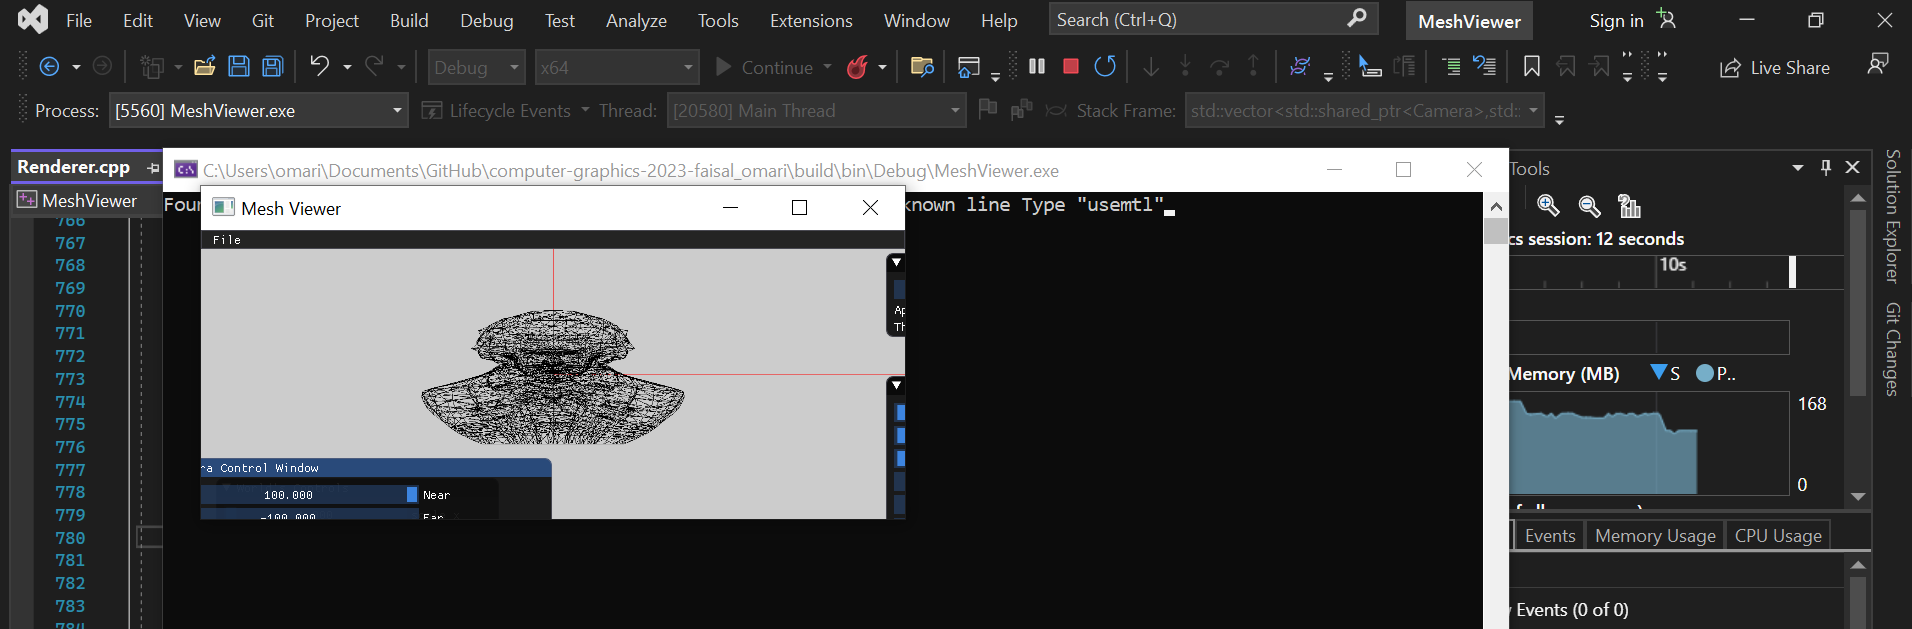 File Edit View Git Project Build Debug Test Analyze Tools Extensions Window Help Search (Ctrl+Q) MeshViewer Sign in
Debug x64 Continue Live Share
Process: [5560] MeshViewer.exe Lifecycle Events Thread: [20580] Main Thread Stack Frame: std::vector<std::shared_ptr<Camera>,std::
Renderer.cpp
MeshViewer
C:\Users\omari\Documents\GitHub\computer-graphics-2023-faisal_omari\build\bin\Debug\MeshViewer.exe
Four known line Type "usemtl"
Mesh Viewer
File
Ap
Th
ra Control Window
100.000 Near
-100.000 Far
766
767
768
769
770
771
772
773
774
775
776
777
778
779
780
781
782
783
784
Tools
cs session: 12 seconds
10s
Memory (MB) S P..
168
0
Events Memory Usage CPU Usage
Events (0 of 0)
Solution Explorer
Git Changes